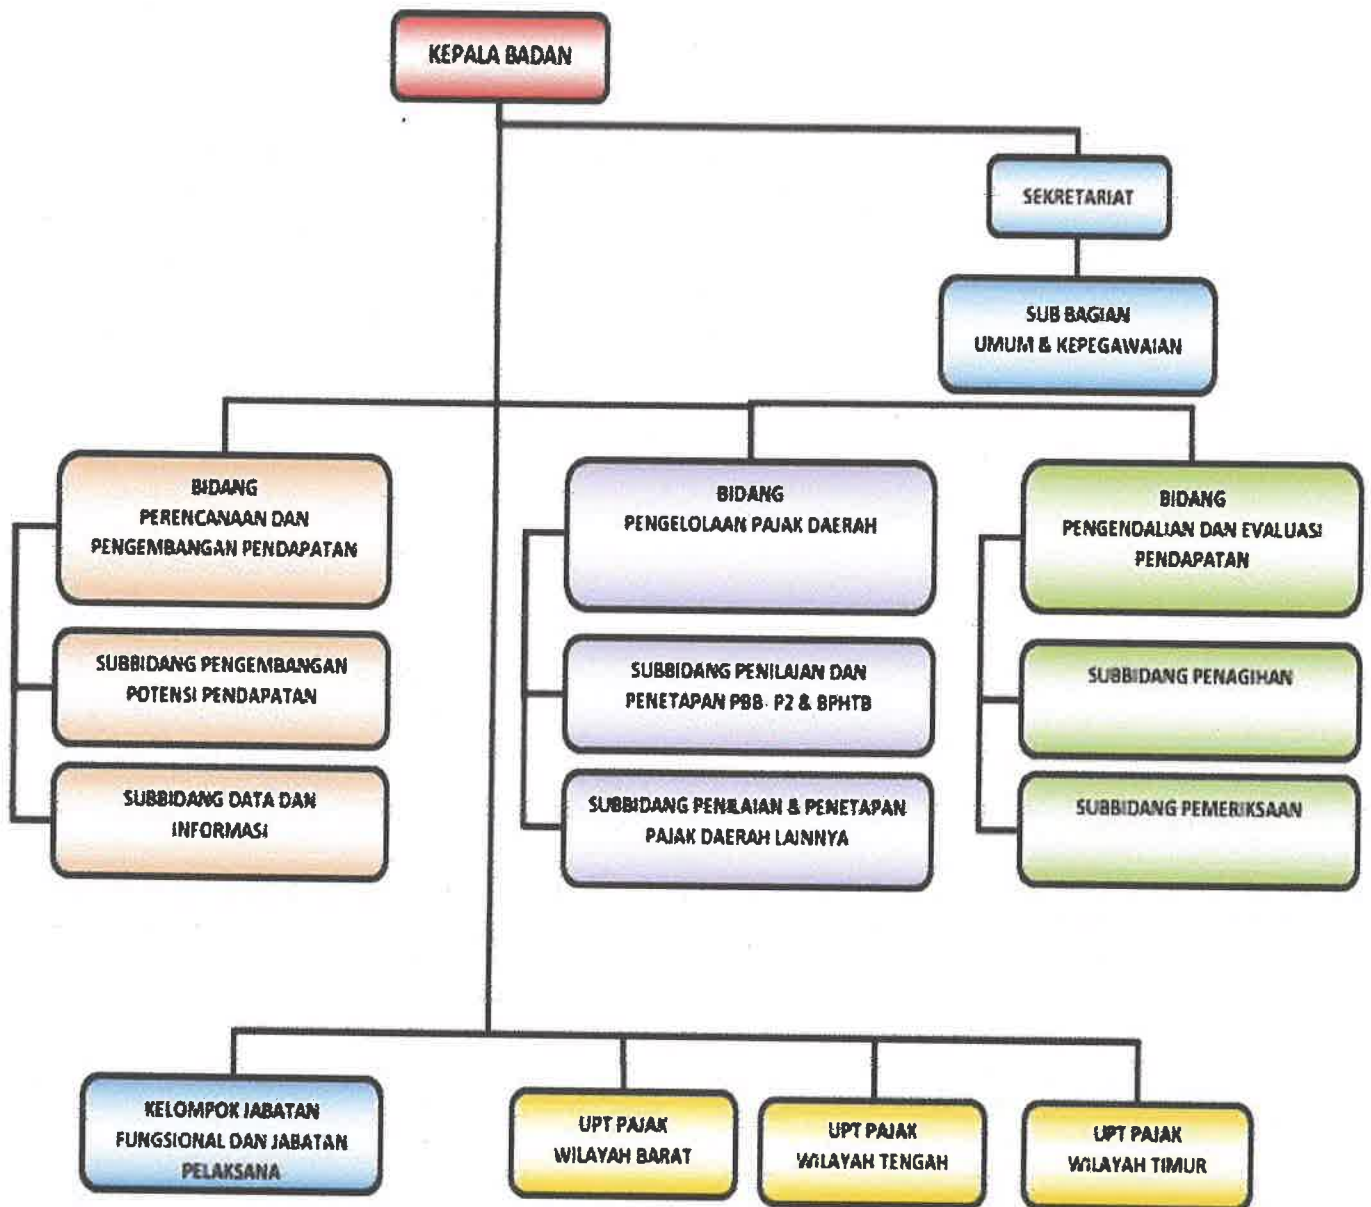 KEPALA BADAN
SEKRETARIAT
SUB BAGIAN
UMUM & KEPEGAWAIAN
BIDANG
PERENCANAAN DAN
PENGEMBANGAN PENDAPATAN
SUBBIDANG PENGEMBANGAN
POTENSI PENDAPATAN
SUBBIDANG DATA DAN
INFORMASI
BIDANG
PENGELOLAAN PAJAK DAERAH
SUBBIDANG PENILAIAN DAN
PENETAPAN PBB- P2 & BPHTB
SUBBIDANG PENILAIAN & PENETAPAN
PAJAK DAERAH LAINNYA
BIDANG
PENGENDALIAN DAN EVALUASI
PENDAPATAN
SUBBIDANG PENAGIHAN
SUBBIDANG PEMERIKSAAN
KELOMPOK JABATAN
FUNGSIONAL DAN JABATAN
PELAKSANA
UPT PAJAK
WILAYAH BARAT
UPT PAJAK
WILAYAH TENGAH
UPT PAJAK
WILAYAH TIMUR